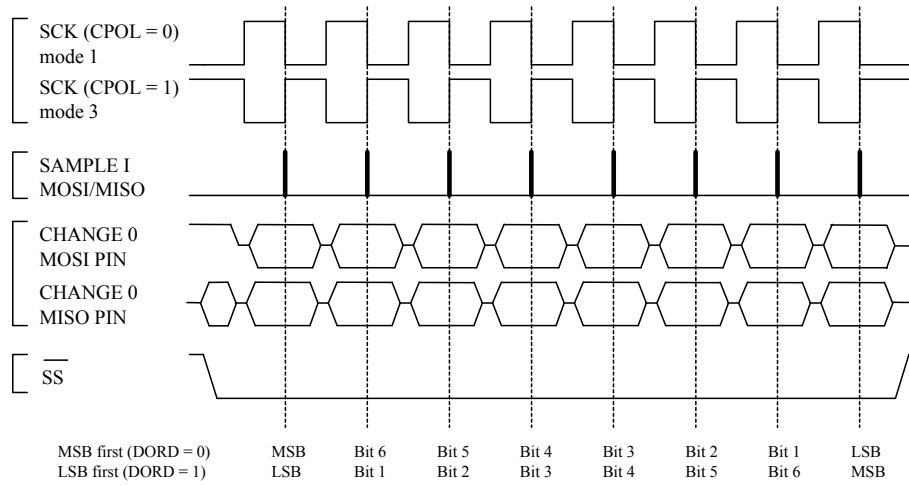 SCK (CPOL = 0)
mode 1
SCK (CPOL = 1)
mode 3
SAMPLE I
MOSI/MISO
CHANGE 0
MOSI PIN
CHANGE 0
MISO PIN
SS
MSB first (DORD = 0) MSB Bit 6 Bit 5 Bit 4 Bit 3 Bit 2 Bit 1 LSB
LSB first (DORD = 1) LSB Bit 1 Bit 2 Bit 3 Bit 4 Bit 5 Bit 6 MSB